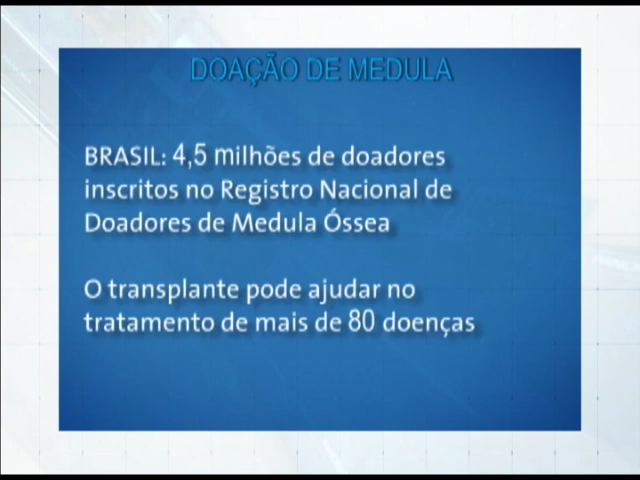 DOAÇÃO DE MEDULA
BRASIL: 4,5 milhões de doadores
inscritos no Registro Nacional de
Doadores de Medula Óssea
O transplante pode ajudar no
tratamento de mais de 80 doenças